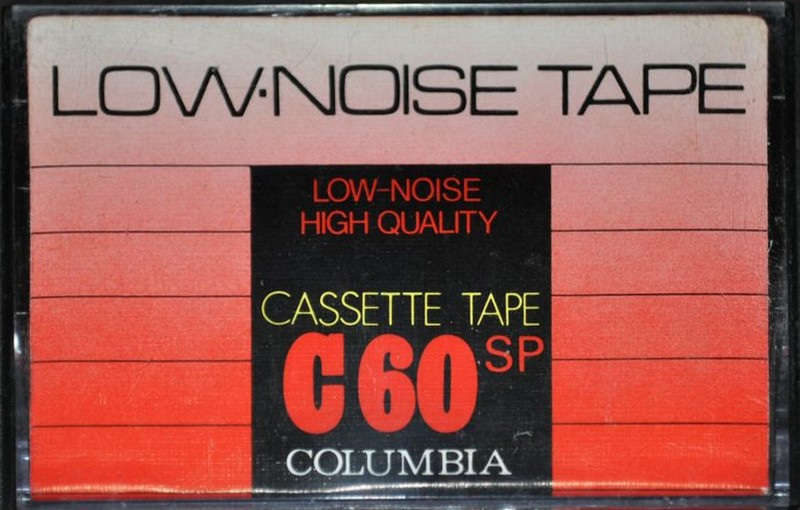 LOW·NOISE TAPE
LOW-NOISE
HIGH QUALITY
CASSETTE TAPE
C60 SP
COLUMBIA